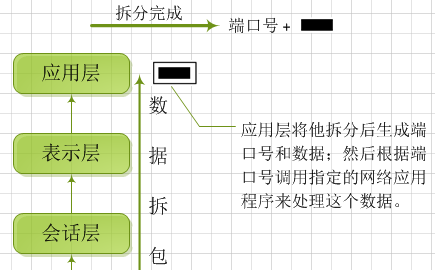 拆分完成
端口号 +
应用层
表示层
会话层
数
据
拆
包
应用层将他拆分后生成端
口号和数据；然后根据端
口号调用指定的网络应用
程序来处理这个数据。